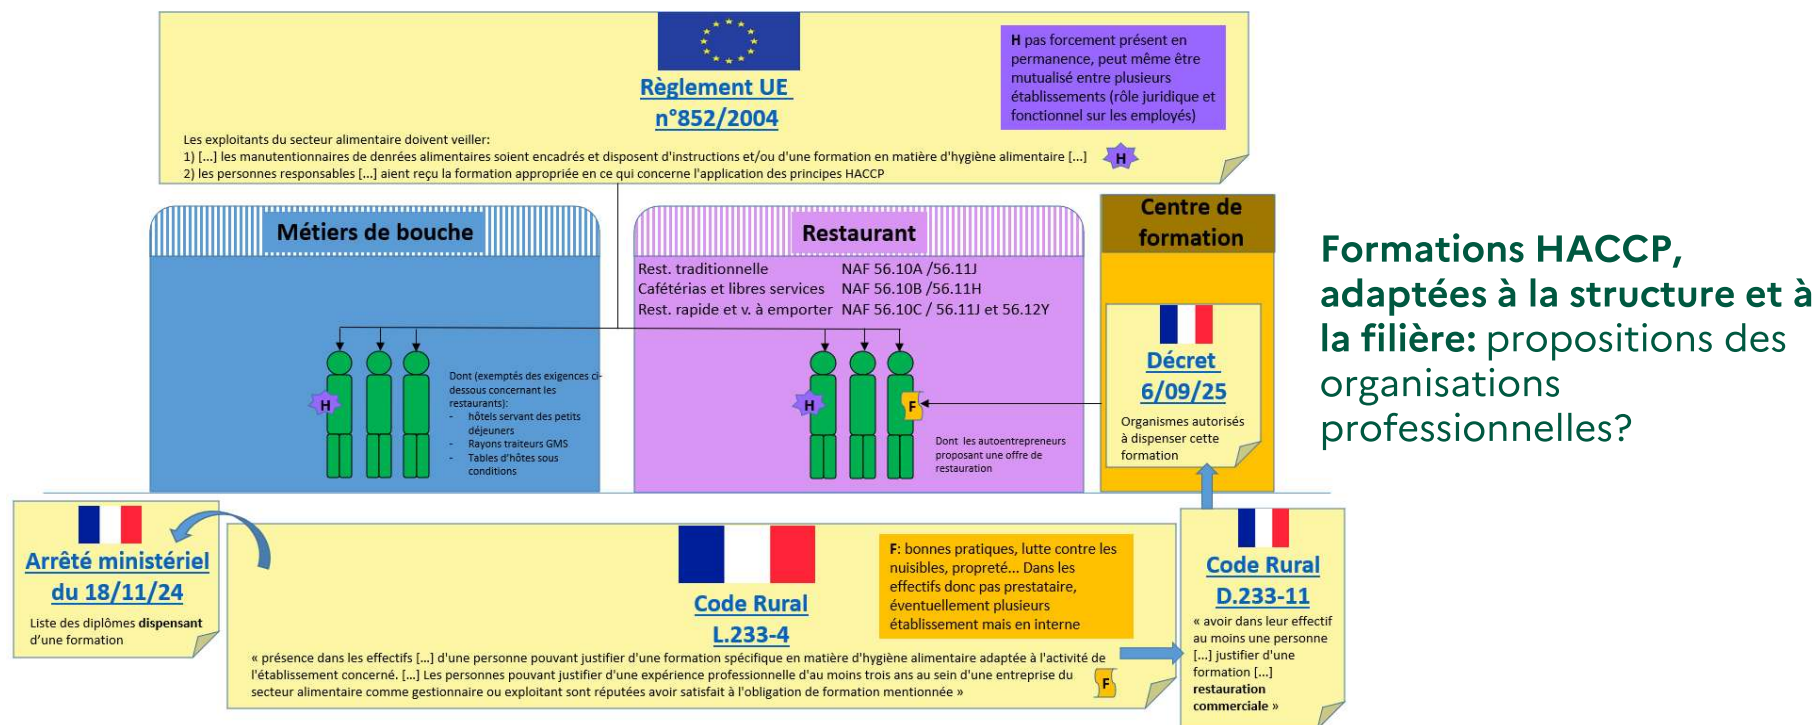 Règlement UE
n°852/2004
H pas forcement présent en
permanence, peut même être
mutualisé entre plusieurs
établissements (rôle juridique et
fonctionnel sur les employés)
Les exploitants du secteur alimentaire doivent veiller:
1) [...] les manutentionnaires de denrées alimentaires soient encadrés et disposent d'instructions et/ou d'une formation en matière d'hygiène alimentaire [...]
H
2) les personnes responsables [...] aient reçu la formation appropriée en ce qui concerne l'application des principes HACCP
Métiers de bouche
Dont (exemptés des exigences ci-
dessous concernant les
restaurants):
- hôtels servant des petits
déjeuners
- Rayons traiteurs GMS
- Tables d'hôtes sous
conditions
H
Restaurant
Rest. traditionnelle NAF 56.10A /56.11J
Cafétérias et libres services NAF 56.10B /56.11H
Rest. rapide et v. à emporter NAF 56.10C / 56.11J et 56.12Y
H
F
Dont les autoentrepreneurs
proposant une offre de
restauration
Centre de
formation
Décret
6/09/25
Organismes autorisés
à dispenser cette
formation
Formations HACCP,
adaptées à la structure et à
la filière: propositions des
organisations
professionnelles?
Arrêté ministériel
du 18/11/24
Liste des diplômes dispensant
d'une formation
Code Rural
L.233-4
F: bonnes pratiques, lutte contre les
nuisibles, propreté... Dans les
effectifs donc pas prestataire,
éventuellement plusieurs
établissement mais en interne
« présence dans les effectifs [...] d'une personne pouvant justifier d'une formation spécifique en matière d'hygiène alimentaire adaptée à l'activité de
l'établissement concerné. [...] Les personnes pouvant justifier d'une expérience professionnelle d'au moins trois ans au sein d'une entreprise du
secteur alimentaire comme gestionnaire ou exploitant sont réputées avoir satisfait à l'obligation de formation mentionnée »
F
Code Rural
D.233-11
« avoir dans leur effectif
au moins une personne
[...] justifier d'une
formation [...]
restauration
commerciale »